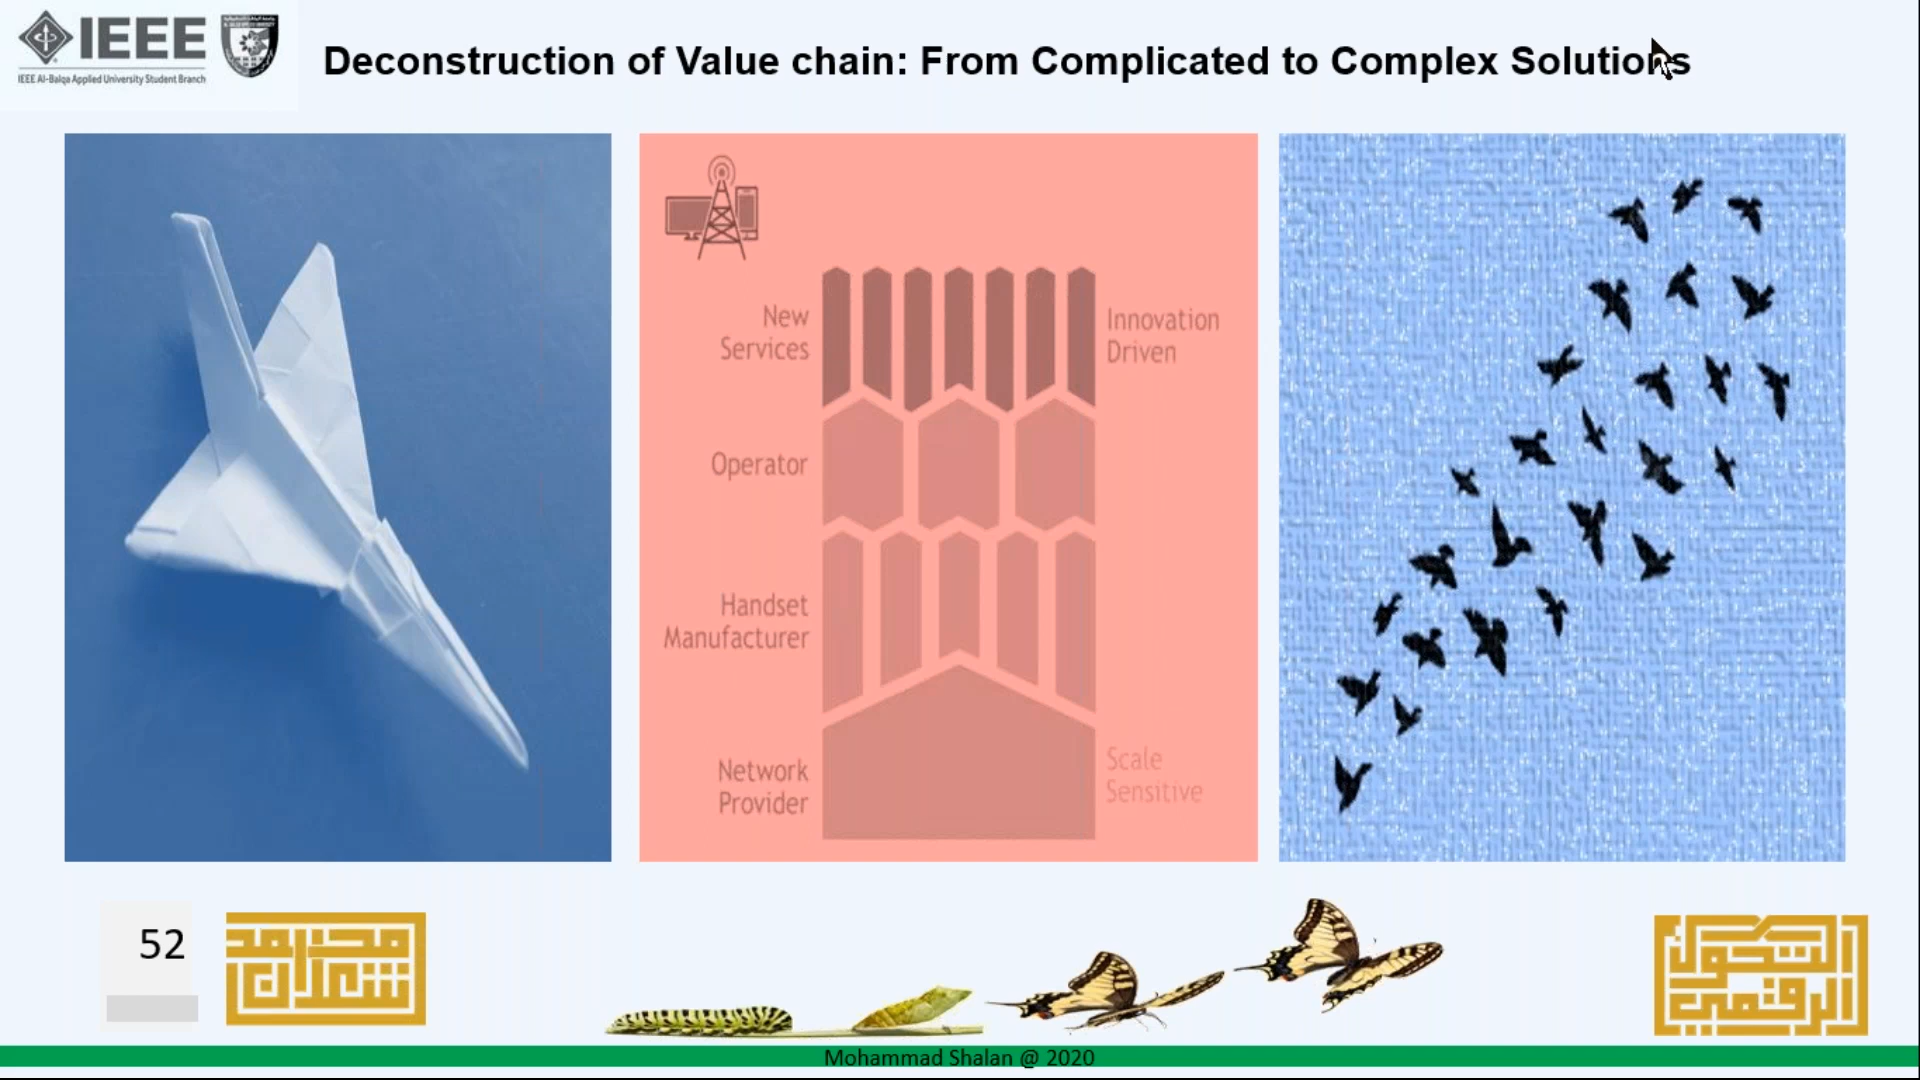 IEEE
IEEE Al-Balqa Applied University Student Branch
Deconstruction of Value chain: From Complicated to Complex Solutions
New
Services
Innovation
Driven
Operator
Handset
Manufacturer
Network
Provider
Scale
Sensitive
52
محمد
شعلان
التحول
الرقمي
Mohammad Shalan @ 2020